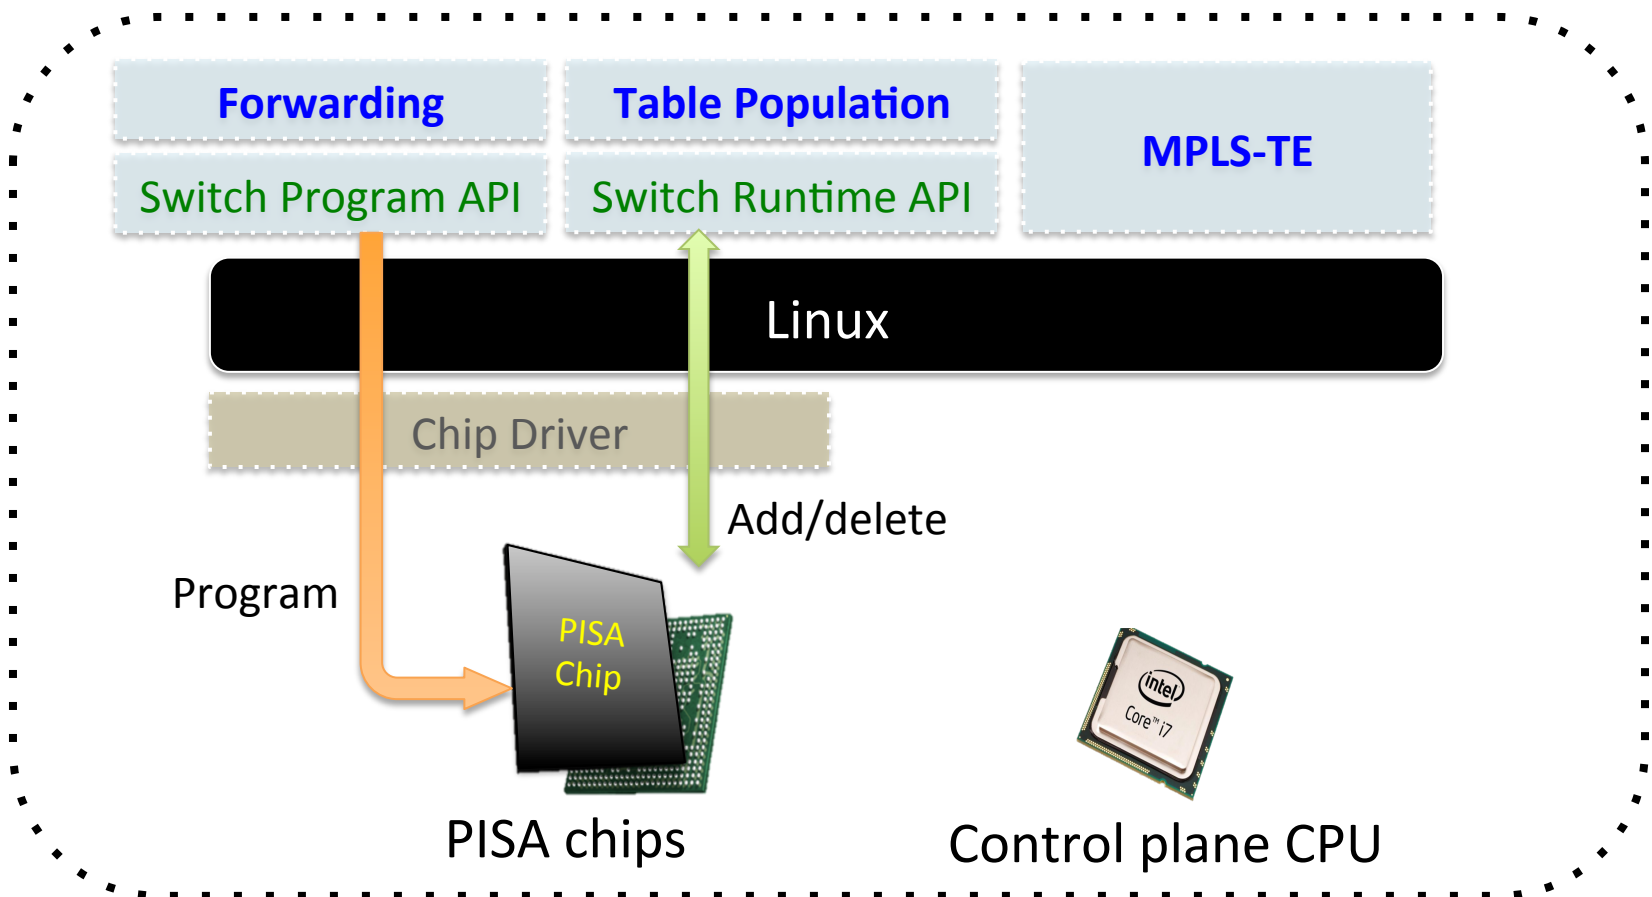 Forwarding
Table Population
MPLS-TE
Switch Program API
Switch Runtime API
Linux
Chip Driver
Add/delete
Program
PISA
Chip
intel
Core™ i7
PISA chips
Control plane CPU